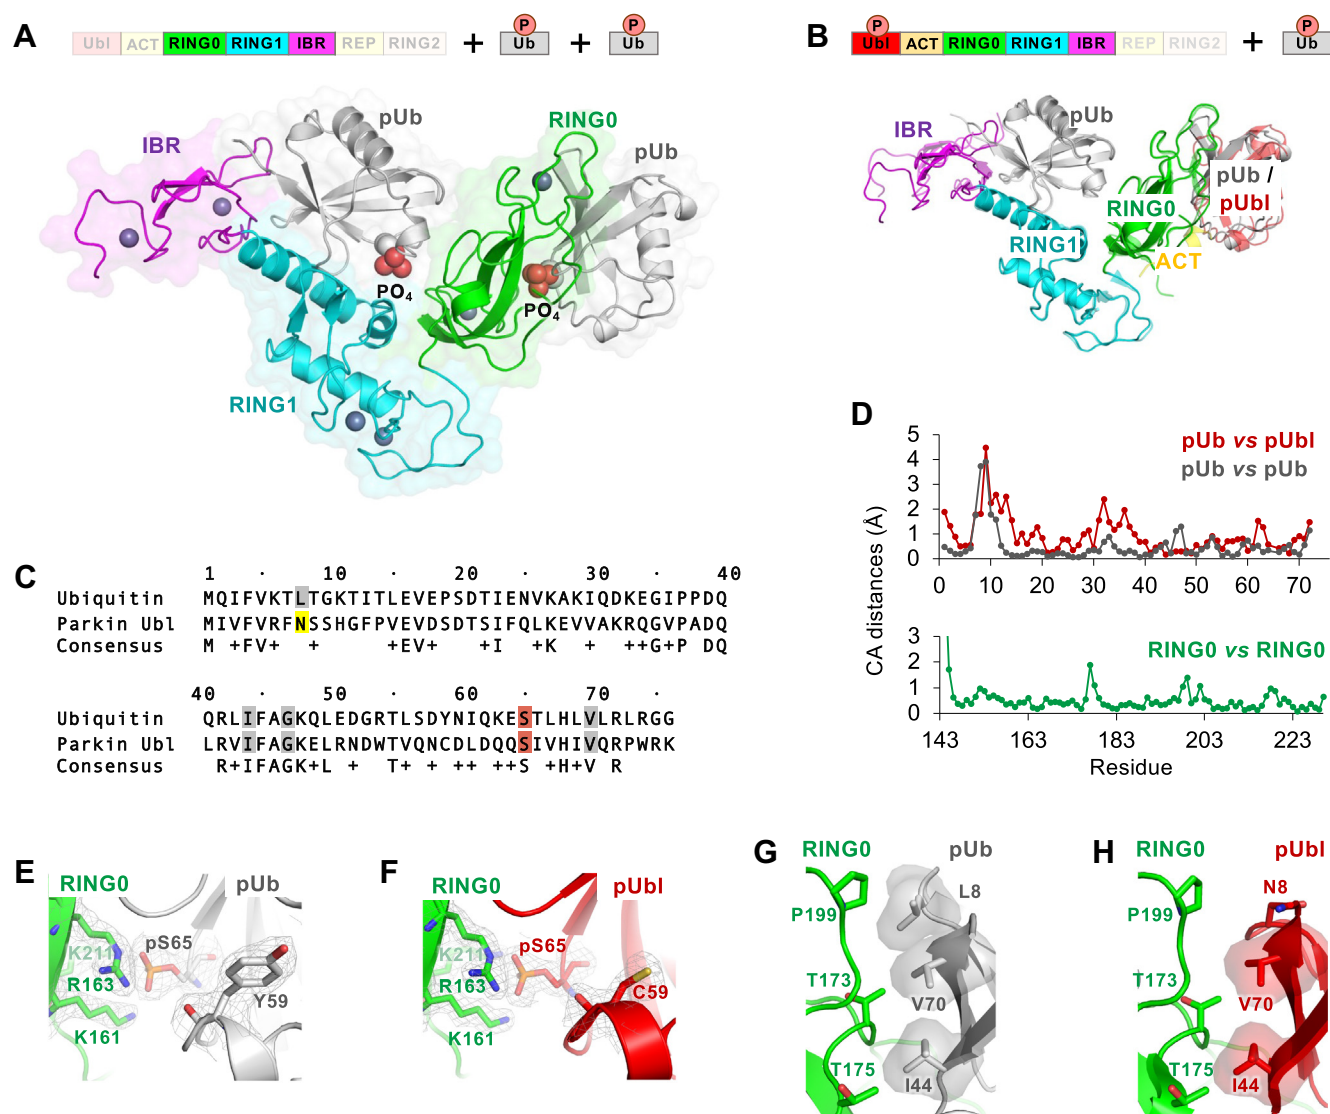 A
Ubl ACT RING0 RING1 IBR REP RING2 + P Ub + P Ub
IBR
pUb
RING0
pUb
PO4
PO4
RING1
B
P Ubl ACT RING0 RING1 IBR REP RING2 + P Ub
IBR
pUb
pUb /
pUbl
RING0
RING1
ACT
C
1 · 10 · 20 · 30 · 40
Ubiquitin MQIFVKTLTGKTITLEVEPSDTIENVKAKIQDKEGIPPDQ
Parkin Ubl MIVFVRFNSSHGFPVEVDSDTSIFQLKEVVAKRQGVPADQ
Consensus M +FV+ + EV+ +I +K + ++G+P DQ
40 · 50 · 60 · 70 ·
Ubiquitin QRLIFAGKQLEDGRTLSDYNIQKESTLHLVLRLRGG
Parkin Ubl LRVIFAGKELRNDWTVQNCDLDQQSIVHIVQRPWRK
Consensus R+IFAGK+L + T+ + ++ ++S +H+V R
D
pUb vs pUbl
pUb vs pUb
5
4
3
2
1
0
0 10 20 30 40 50 60 70
CA distances (Å)
RING0 vs RING0
3
2
1
0
143 163 183 203 223
Residue
E
RING0
pUb
K211
pS65
R163
Y59
K161
F
RING0
pUbl
pS65
K211
R163
C59
K161
G
RING0
pUb
L8
P199
T173
V70
T175
I44
H
RING0
pUbl
N8
P199
T173
V70
T175
I44